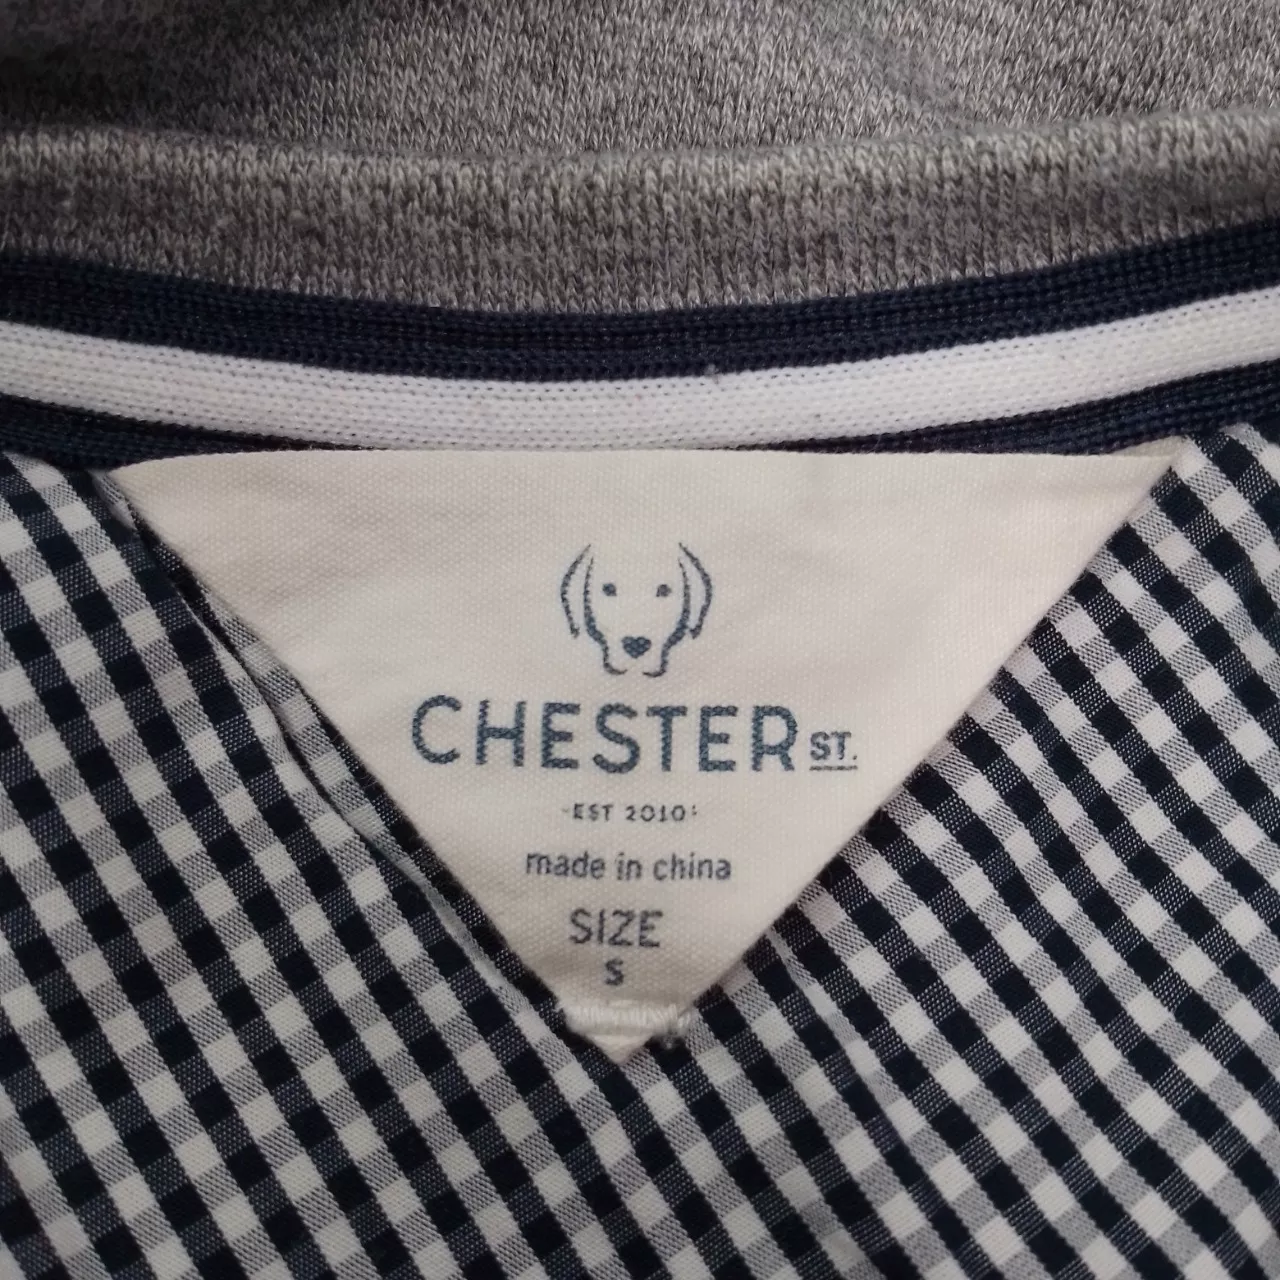 CHESTER ST.
-EST 2010-
made in china
SIZE
S